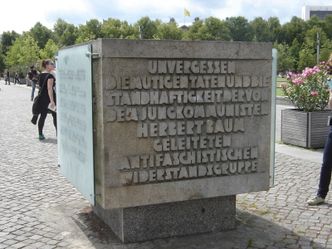 UNVERGESSEN
DIE MUTIGEN TATEN UND DIE
STANDHAFTIGKEIT DER VON
DEM JUNGKOMMUNISTEN
HERBERT BAUM
GELEITETEN
ANTIFASCHISTISCHEN
WIDERSTANDSGRUPPE